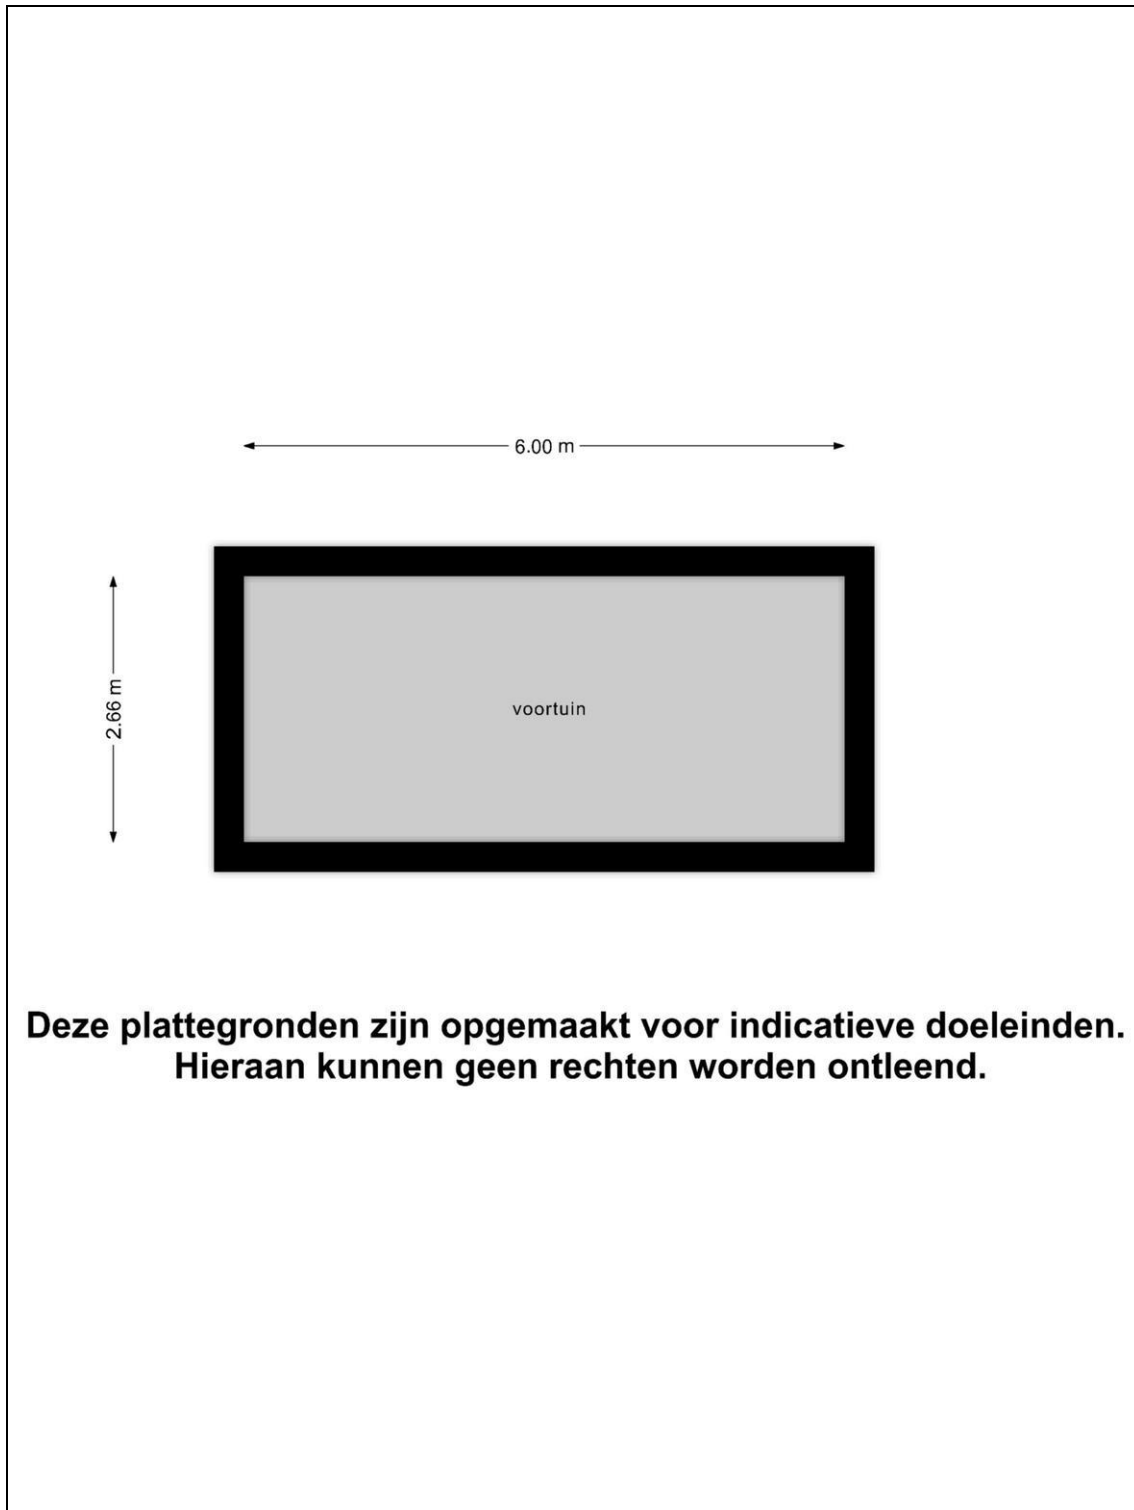 6.00 m
2.66 m
voortuin
Deze plattegronden zijn opgemaakt voor indicatieve doeleinden.
Hieraan kunnen geen rechten worden ontleend.